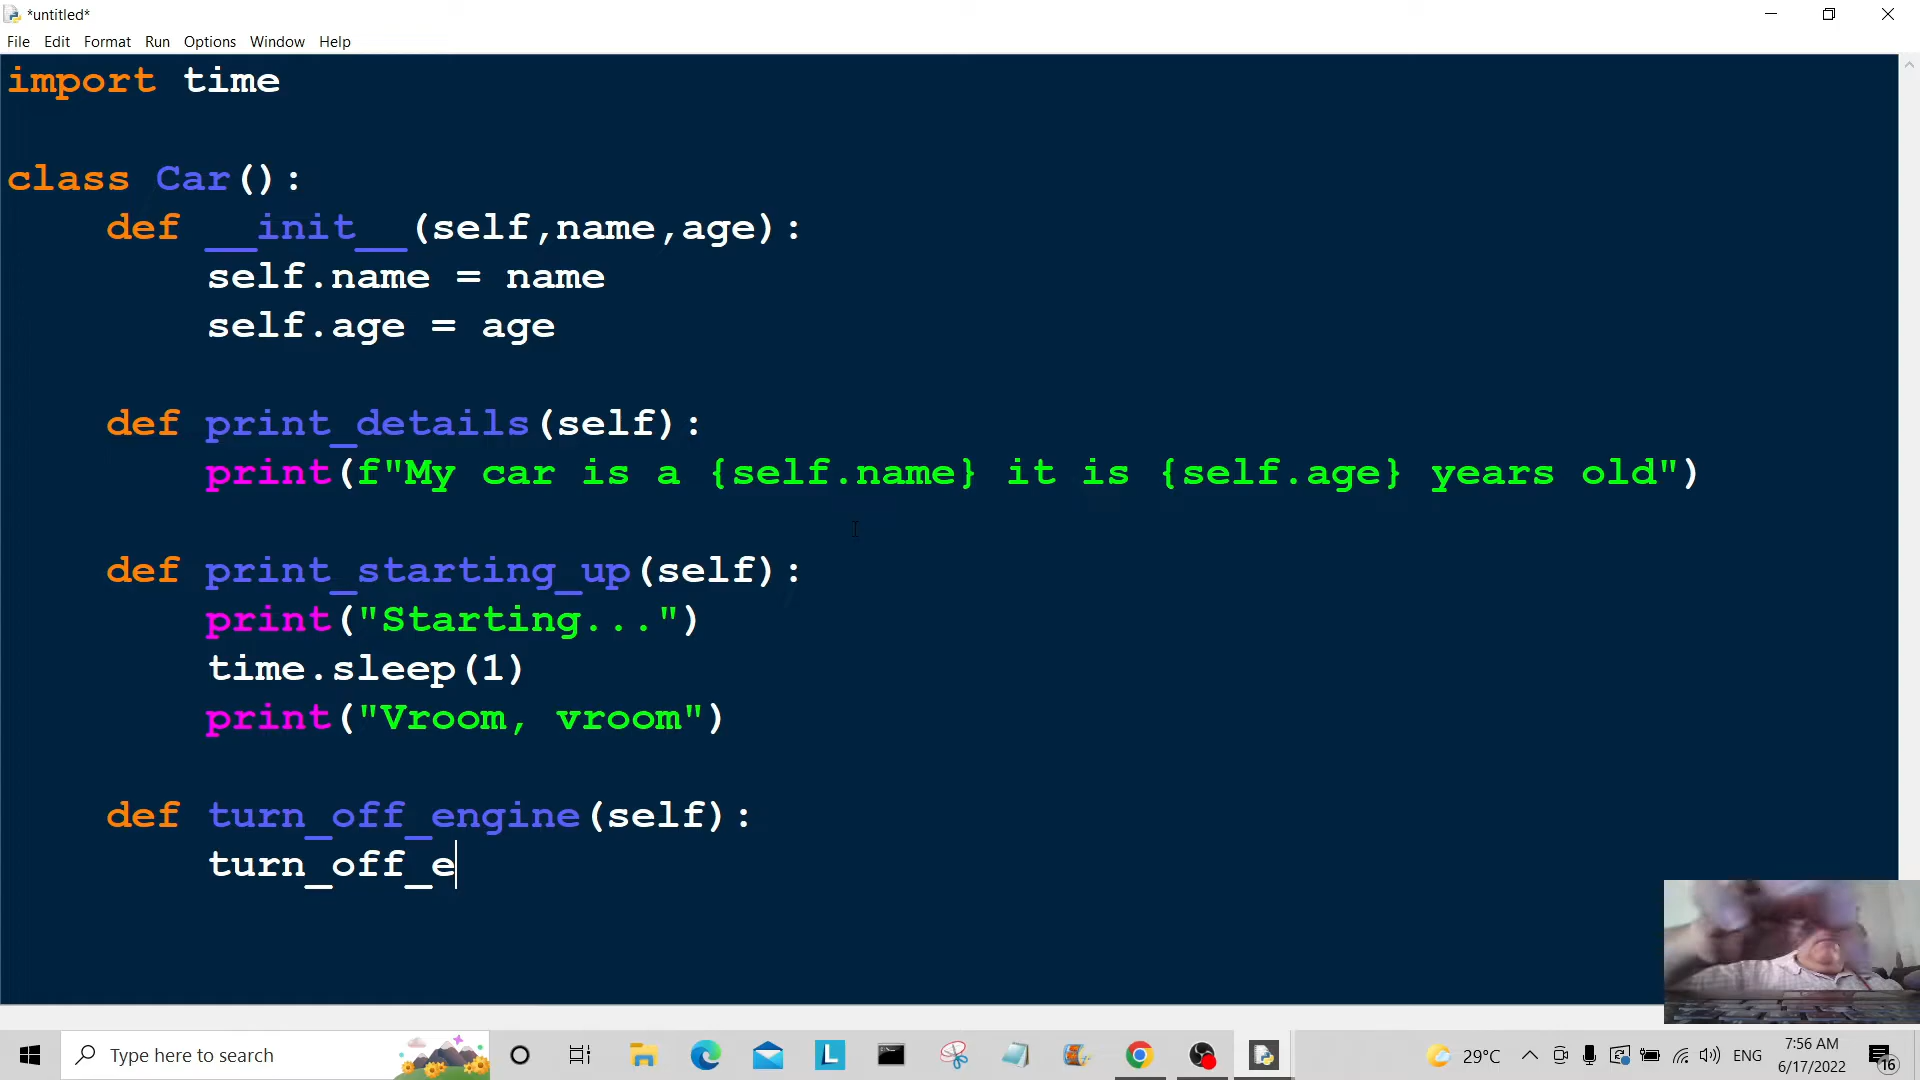 *untitled*
File Edit Format Run Options Window Help
import time
class Car():
def __init__(self,name,age):
self.name = name
self.age = age
def print_details(self):
print(f"My car is a {self.name} it is {self.age} years old")
def print_starting_up(self):
print("Starting...")
time.sleep(1)
print("Vroom, vroom")
def turn_off_engine(self):
turn_off_e
Type here to search
L
29°C
ENG
7:56 AM
6/17/2022
16